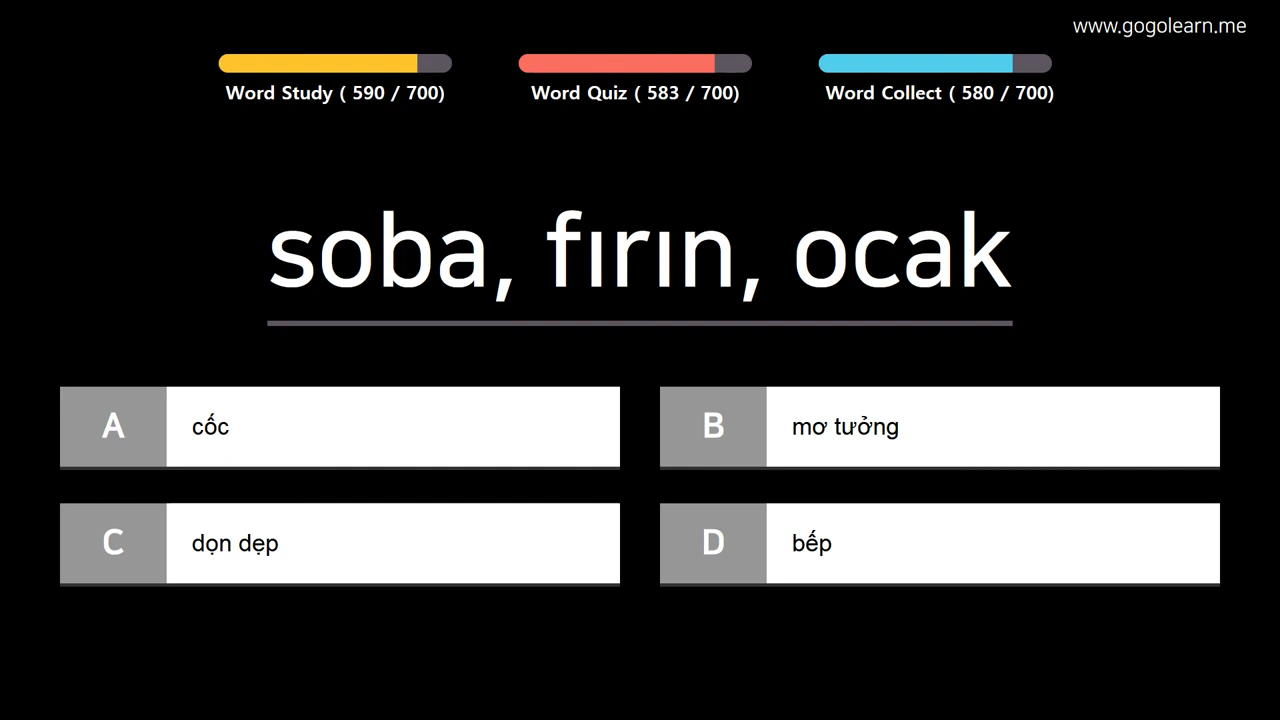 www.gogolearn.me
Word Study ( 590 / 700)
Word Quiz ( 583 / 700)
Word Collect ( 580 / 700)
soba, fırın, ocak
A cốc
B mơ tưởng
C dọn dẹp
D bếp